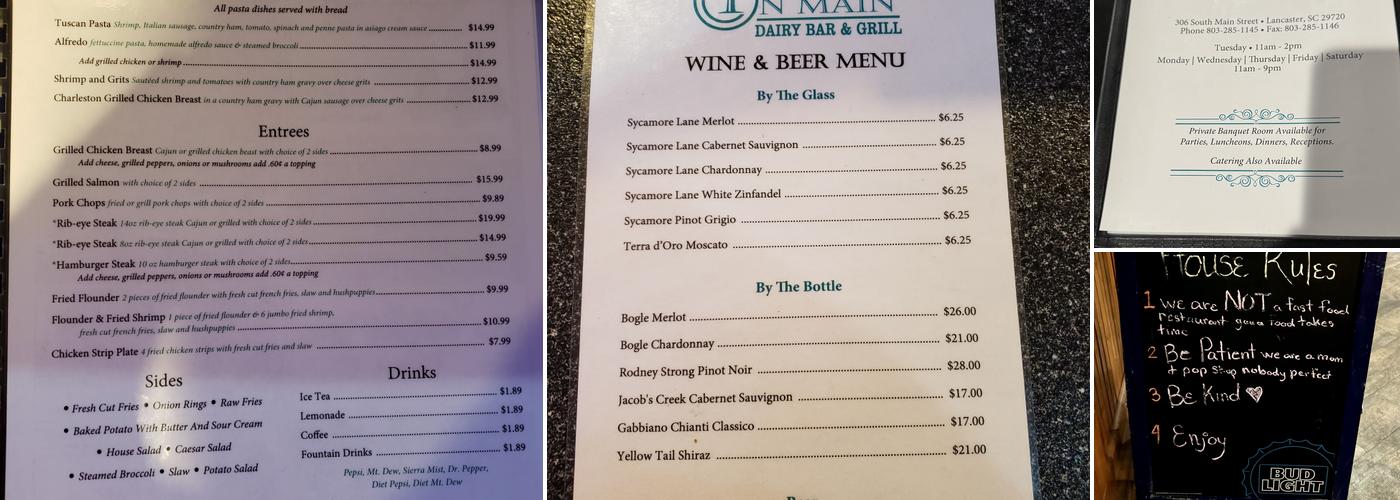 All pasta dishes served with bread
Tuscan Pasta Shrimp, Italian sausage, country ham, tomato, spinach and penne pasta in asiago cream sauce $14.99
Alfredo fettuccine pasta, homemade alfredo sauce & steamed broccoli $11.99
Add grilled chicken or shrimp $14.99
Shrimp and Grits Sautéed shrimp and tomatoes with country ham gravy over cheese grits $12.99
Charleston Grilled Chicken Breast in a country ham gravy with Cajun sausage over cheese grits $12.99
Entrees
Grilled Chicken Breast Cajun or grilled chicken breast with choice of 2 sides $8.99
Add cheese, grilled peppers, onions or mushrooms add .60¢ a topping
Grilled Salmon with choice of 2 sides $15.99
Pork Chops fried or grill pork chops with choice of 2 sides $9.89
*Rib-eye Steak 14oz rib-eye steak Cajun or grilled with choice of 2 sides $19.99
*Rib-eye Steak 8oz rib-eye steak Cajun or grilled with choice of 2 sides $14.99
*Hamburger Steak 10 oz hamburger steak with choice of 2 sides $9.59
Add cheese, grilled peppers, onions or mushrooms add .60¢ a topping
Fried Flounder 2 pieces of fried flounder with fresh cut french fries, slaw and hushpuppies $9.99
Flounder & Fried Shrimp 1 piece of fried flounder & 6 jumbo fried shrimp,
fresh cut french fries, slaw and hushpuppies $10.99
Chicken Strip Plate 4 fried chicken strips with fresh cut fries and slaw $7.99
Sides
• Fresh Cut Fries • Onion Rings • Raw Fries
• Baked Potato With Butter And Sour Cream
• House Salad • Caesar Salad
• Steamed Broccoli • Slaw • Potato Salad
Drinks
Ice Tea $1.89
Lemonade $1.89
Coffee $1.89
Fountain Drinks $1.89
Pepsi, Mt. Dew, Sierra Mist, Dr. Pepper,
Diet Pepsi, Diet Mt. Dew
ON MAIN
DAIRY BAR & GRILL
WINE & BEER MENU
By The Glass
Sycamore Lane Merlot $6.25
Sycamore Lane Cabernet Sauvignon $6.25
Sycamore Lane Chardonnay $6.25
Sycamore Lane White Zinfandel $6.25
Sycamore Pinot Grigio $6.25
Terra d'Oro Moscato $6.25
By The Bottle
Bogle Merlot $26.00
Bogle Chardonnay $21.00
Rodney Strong Pinot Noir $28.00
Jacob's Creek Cabernet Sauvignon $17.00
Gabbiano Chianti Classico $17.00
Yellow Tail Shiraz $21.00
306 South Main Street • Lancaster, SC 29720
Phone 803-285-1145 • Fax: 803-285-1146
Tuesday • 11am - 2pm
Monday | Wednesday | Thursday | Friday | Saturday
11am - 9pm
Private Banquet Room Available for
Parties, Luncheons, Dinners, Receptions.
Catering Also Available
House Rules
1 we are NOT a fast food
restaurant good food takes
time
2 Be Patient we are a mom
+ pop shop nobody perfect
3 Be Kind
4 Enjoy
BUD
LIGHT